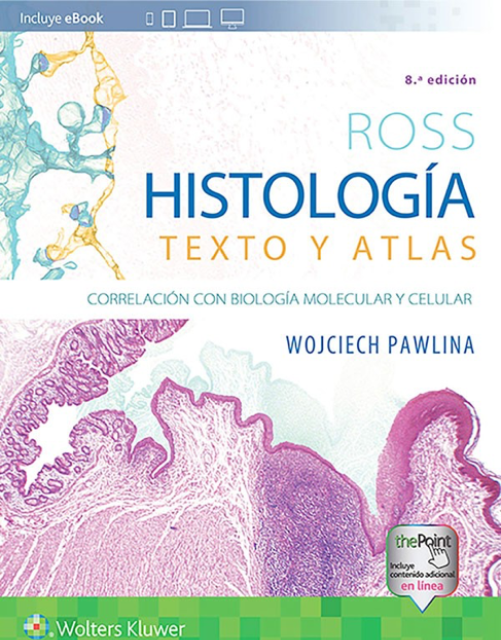 Incluye eBook
8.ª edición
ROSS
HISTOLOGÍA
TEXTO Y ATLAS
CORRELACIÓN CON BIOLOGÍA MOLECULAR Y CELULAR
WOJCIECH PAWLINA
thePoint
Incluye
contenido adicional
en línea
Wolters Kluwer